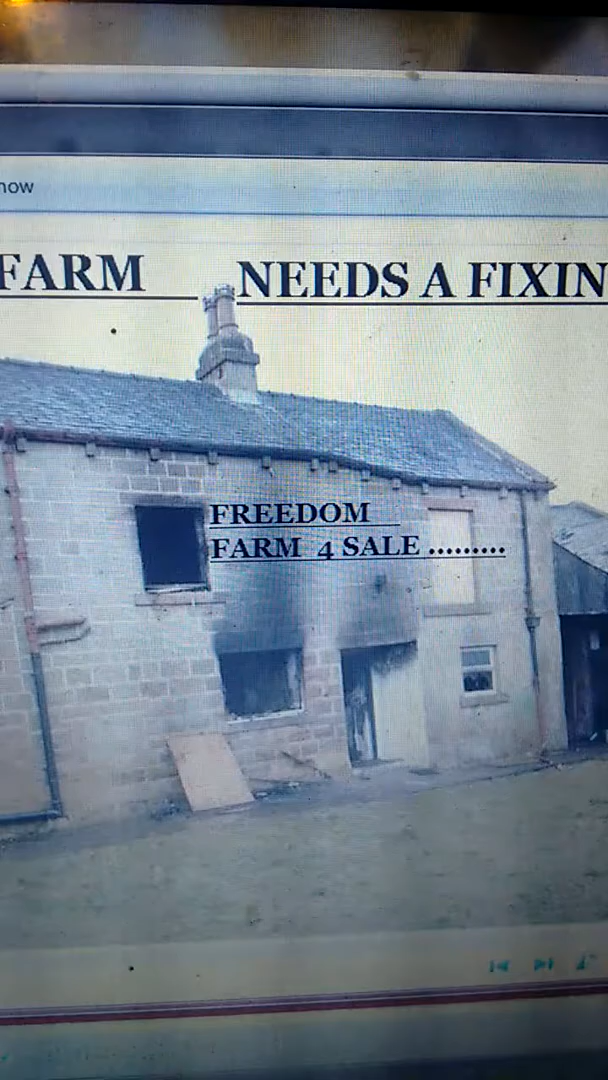 now
FARM NEEDS A FIXIN
FREEDOM
FARM 4 SALE .........